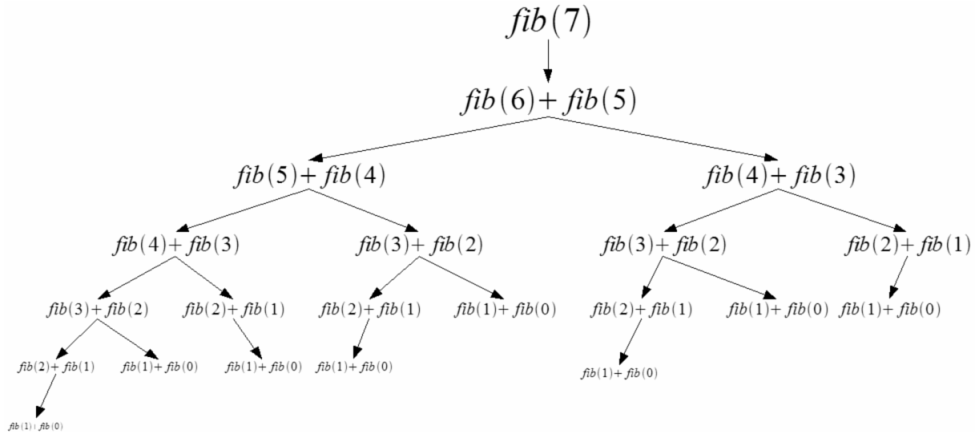 fib(7)
fib(6)+fib(5)
fib(5)+fib(4) fib(4)+fib(3)
fib(4)+fib(3) fib(3)+fib(2) fib(3)+fib(2) fib(2)+fib(1)
fib(3)+fib(2) fib(2)+fib(1) fib(2)+fib(1) fib(1)+fib(0) fib(2)+fib(1) fib(1)+fib(0) fib(1)+fib(0)
fib(2)+fib(1) fib(1)+fib(0) fib(1)+fib(0) fib(1)+fib(0) fib(1)+fib(0)
fib(1)+fib(0)